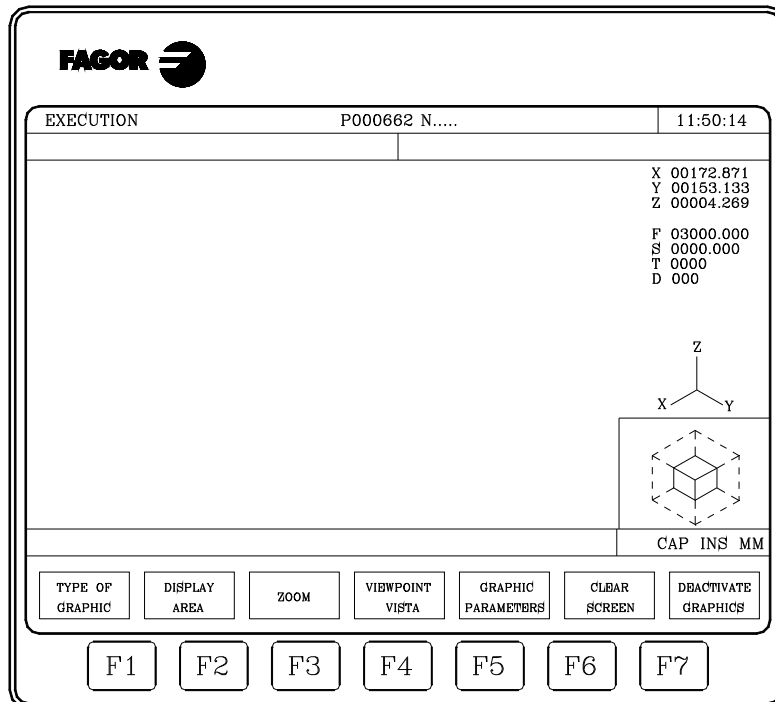 FAGOR
EXECUTION P000662 N..... 11:50:14
X 00172.871
Y 00153.133
Z 00004.269
F 03000.000
S 0000.000
T 0000
D 000
Z
X Y
CAP INS MM
TYPE OF GRAPHIC
DISPLAY AREA
ZOOM
VIEWPOINT VISTA
GRAPHIC PARAMETERS
CLEAR SCREEN
DEACTIVATE GRAPHICS
F1 F2 F3 F4 F5 F6 F7